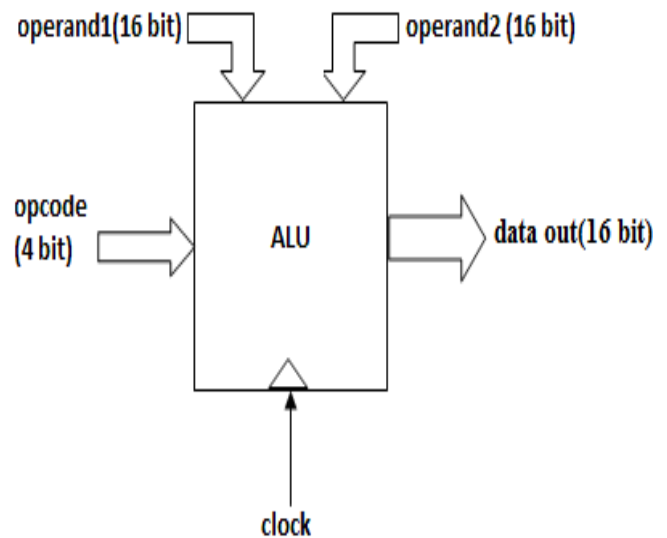 operand1(16 bit)
operand2 (16 bit)
opcode
(4 bit)
ALU
data out(16 bit)
clock